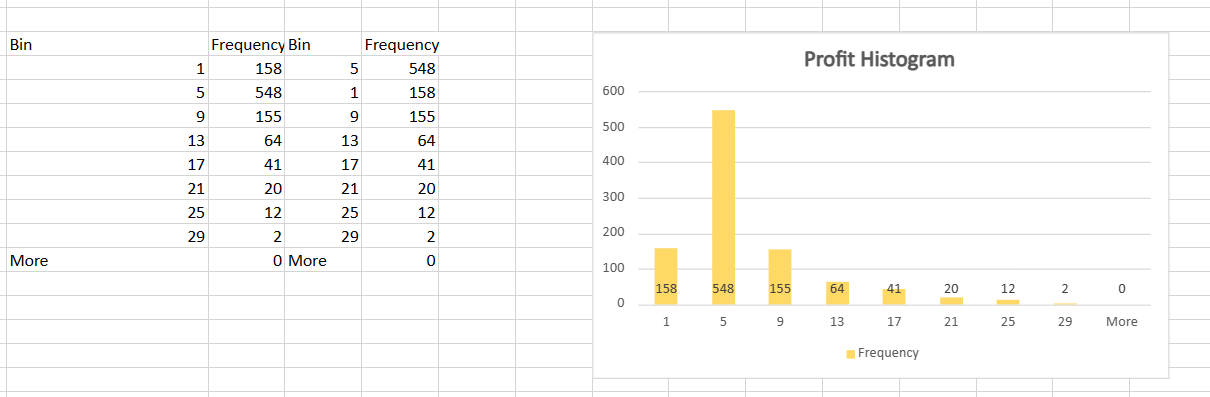 Bin Frequency Bin Frequency
1 158 5 548
5 548 1 158
9 155 9 155
13 64 13 64
17 41 17 41
21 20 21 20
25 12 25 12
29 2 29 2
More 0 More 0
Profit Histogram
600
500
400
300
200
100
0
158 548 155 64 41 20 12 2 0
1 5 9 13 17 21 25 29 More
Frequency